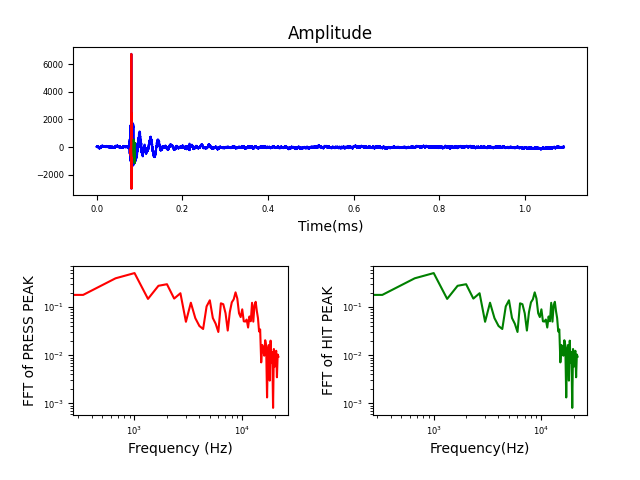 Amplitude
6000
4000
2000
0
−2000
0.0 0.2 0.4 0.6 0.8 1.0
Time(ms)
FFT of PRESS PEAK
10⁻¹
10⁻²
10⁻³
10³ 10⁴
Frequency (Hz)
FFT of HIT PEAK
10⁻¹
10⁻²
10⁻³
10³ 10⁴
Frequency(Hz)